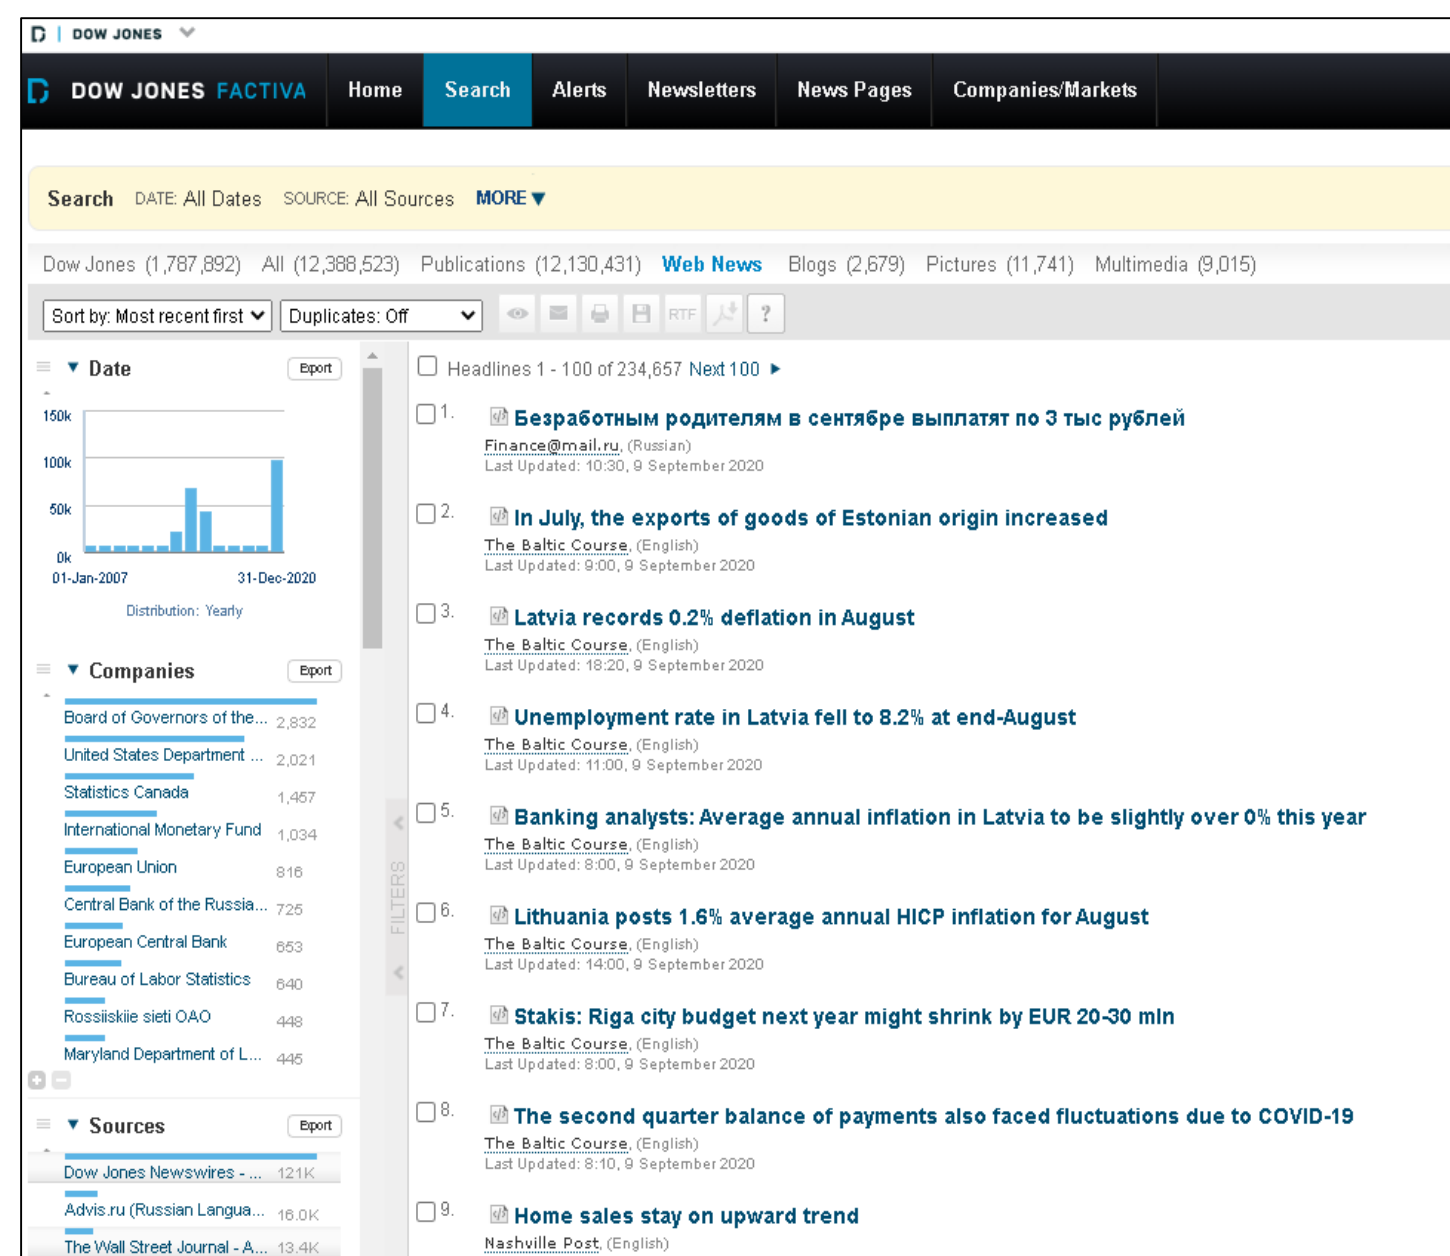 DOW JONES
DOW JONES FACTIVA Home Search Alerts Newsletters News Pages Companies/Markets
Search DATE: All Dates SOURCE: All Sources MORE
Dow Jones (1,787,892) All (12,388,523) Publications (12,130,431) Web News Blogs (2,679) Pictures (11,741) Multimedia (9,015)
Sort by: Most recent first Duplicates: Off RTF ?
Date Export
150k
100k
50k
0k
01-Jan-2007 31-Dec-2020
Distribution: Yearly
Companies Export
Board of Governors of the... 2,832
United States Department ... 2,021
Statistics Canada 1,457
International Monetary Fund 1,034
European Union 816
Central Bank of the Russia... 725
European Central Bank 653
Bureau of Labor Statistics 640
Rossiiskiie sieti OAO 448
Maryland Department of L... 445
Sources Export
Dow Jones Newswires - ... 121K
Advis.ru (Russian Langua... 16.0K
The Wall Street Journal - A... 13.4K
FILTERS
Headlines 1 - 100 of 234,657 Next 100
1. Безработным родителям в сентябре выплатят по 3 тыс рублей
Finance@mail.ru, (Russian)
Last Updated: 10:30, 9 September 2020
2. In July, the exports of goods of Estonian origin increased
The Baltic Course, (English)
Last Updated: 9:00, 9 September 2020
3. Latvia records 0.2% deflation in August
The Baltic Course, (English)
Last Updated: 18:20, 9 September 2020
4. Unemployment rate in Latvia fell to 8.2% at end-August
The Baltic Course, (English)
Last Updated: 11:00, 9 September 2020
5. Banking analysts: Average annual inflation in Latvia to be slightly over 0% this year
The Baltic Course, (English)
Last Updated: 8:00, 9 September 2020
6. Lithuania posts 1.6% average annual HICP inflation for August
The Baltic Course, (English)
Last Updated: 14:00, 9 September 2020
7. Stakis: Riga city budget next year might shrink by EUR 20-30 mln
The Baltic Course, (English)
Last Updated: 8:00, 9 September 2020
8. The second quarter balance of payments also faced fluctuations due to COVID-19
The Baltic Course, (English)
Last Updated: 8:10, 9 September 2020
9. Home sales stay on upward trend
Nashville Post, (English)